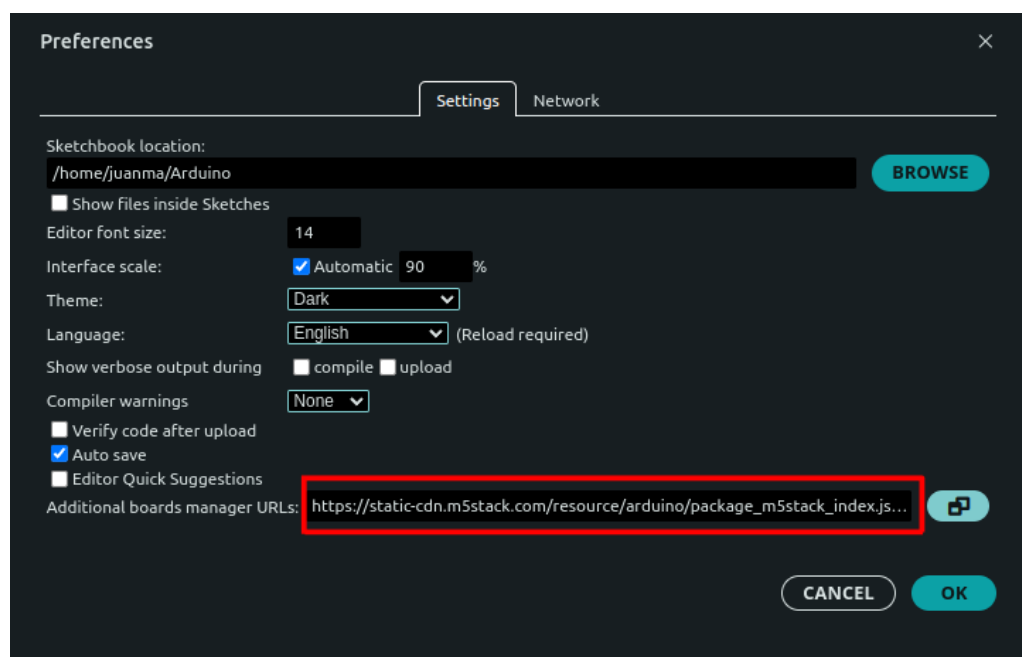 Preferences
Settings Network
Sketchbook location:
/home/juanma/Arduino BROWSE
Show files inside Sketches
Editor font size: 14
Interface scale: Automatic 90 %
Theme: Dark
Language: English (Reload required)
Show verbose output during compile upload
Compiler warnings None
Verify code after upload
Auto save
Editor Quick Suggestions
Additional boards manager URLs: https://static-cdn.m5stack.com/resource/arduino/package_m5stack_index.js...
CANCEL OK